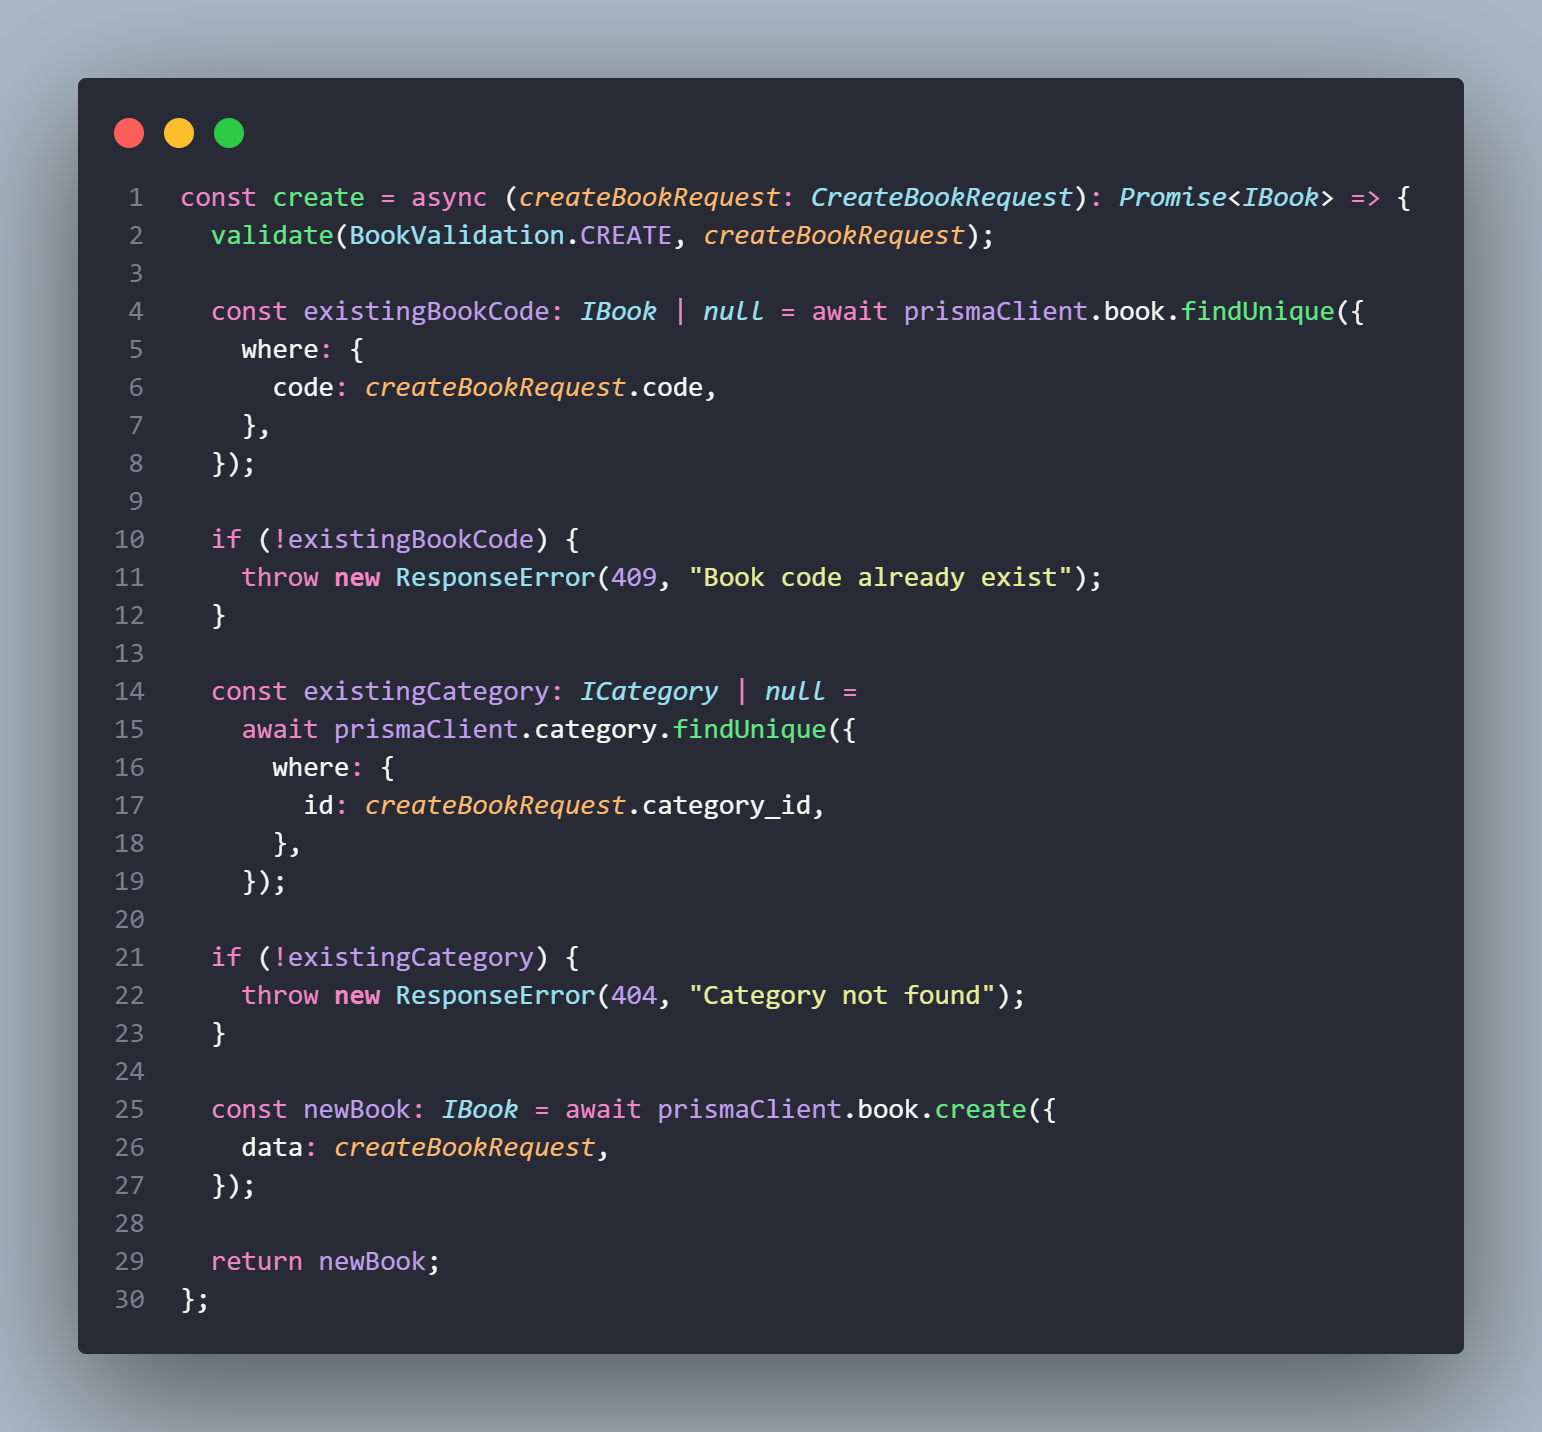 1 const create = async (createBookRequest: CreateBookRequest): Promise<IBook> => {
2   validate(BookValidation.CREATE, createBookRequest);
3
4   const existingBookCode: IBook | null = await prismaClient.book.findUnique({
5     where: {
6       code: createBookRequest.code,
7     },
8   });
9
10   if (!existingBookCode) {
11     throw new ResponseError(409, "Book code already exist");
12   }
13
14   const existingCategory: ICategory | null =
15     await prismaClient.category.findUnique({
16       where: {
17         id: createBookRequest.category_id,
18       },
19     });
20
21   if (!existingCategory) {
22     throw new ResponseError(404, "Category not found");
23   }
24
25   const newBook: IBook = await prismaClient.book.create({
26     data: createBookRequest,
27   });
28
29   return newBook;
30 };